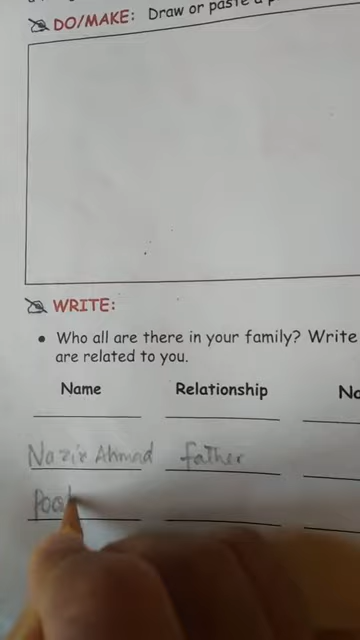 DO/MAKE: Draw or paste a
WRITE:
• Who all are there in your family? Write
are related to you.
Name Relationship
Nazir Ahmad father